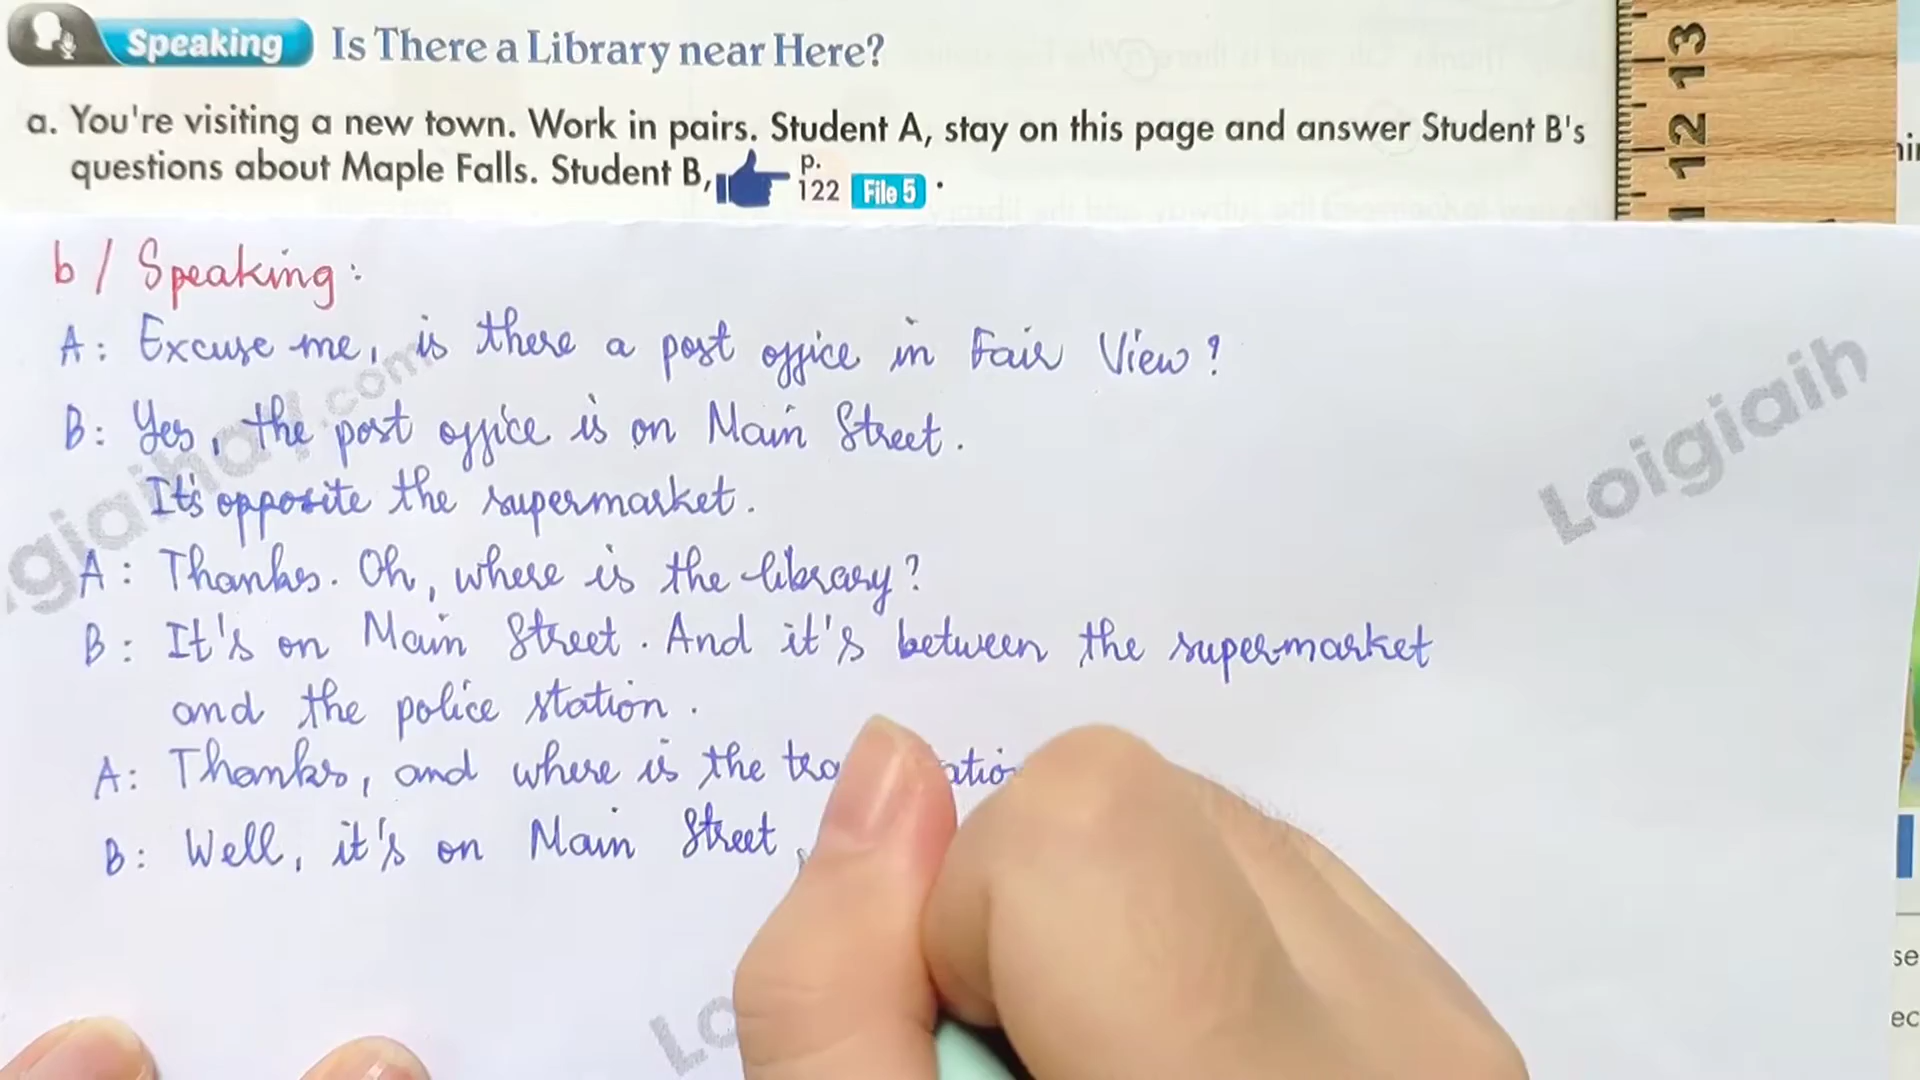 Speaking Is There a Library near Here?
a. You're visiting a new town. Work in pairs. Student A, stay on this page and answer Student B's
questions about Maple Falls. Student B, p. 122 File 5 .
b / Speaking:
A: Excuse me, is there a post office in Fair View?
B: Yes, the post office is on Main Street.
It's opposite the supermarket.
A: Thanks. Oh, where is the library?
B: It's on Main Street. And it's between the supermarket
and the police station.
A: Thanks, and where is the
B: Well, it's on Main Street
13
12
Loigiaih